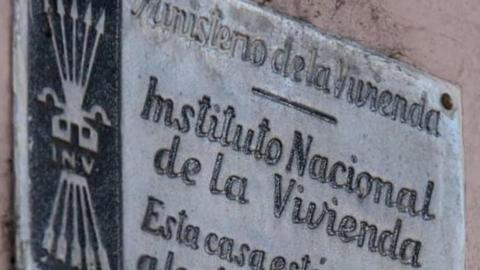 Ministerio de la Vivienda
Instituto Nacional
de la Vivienda
Esta casa está
INV